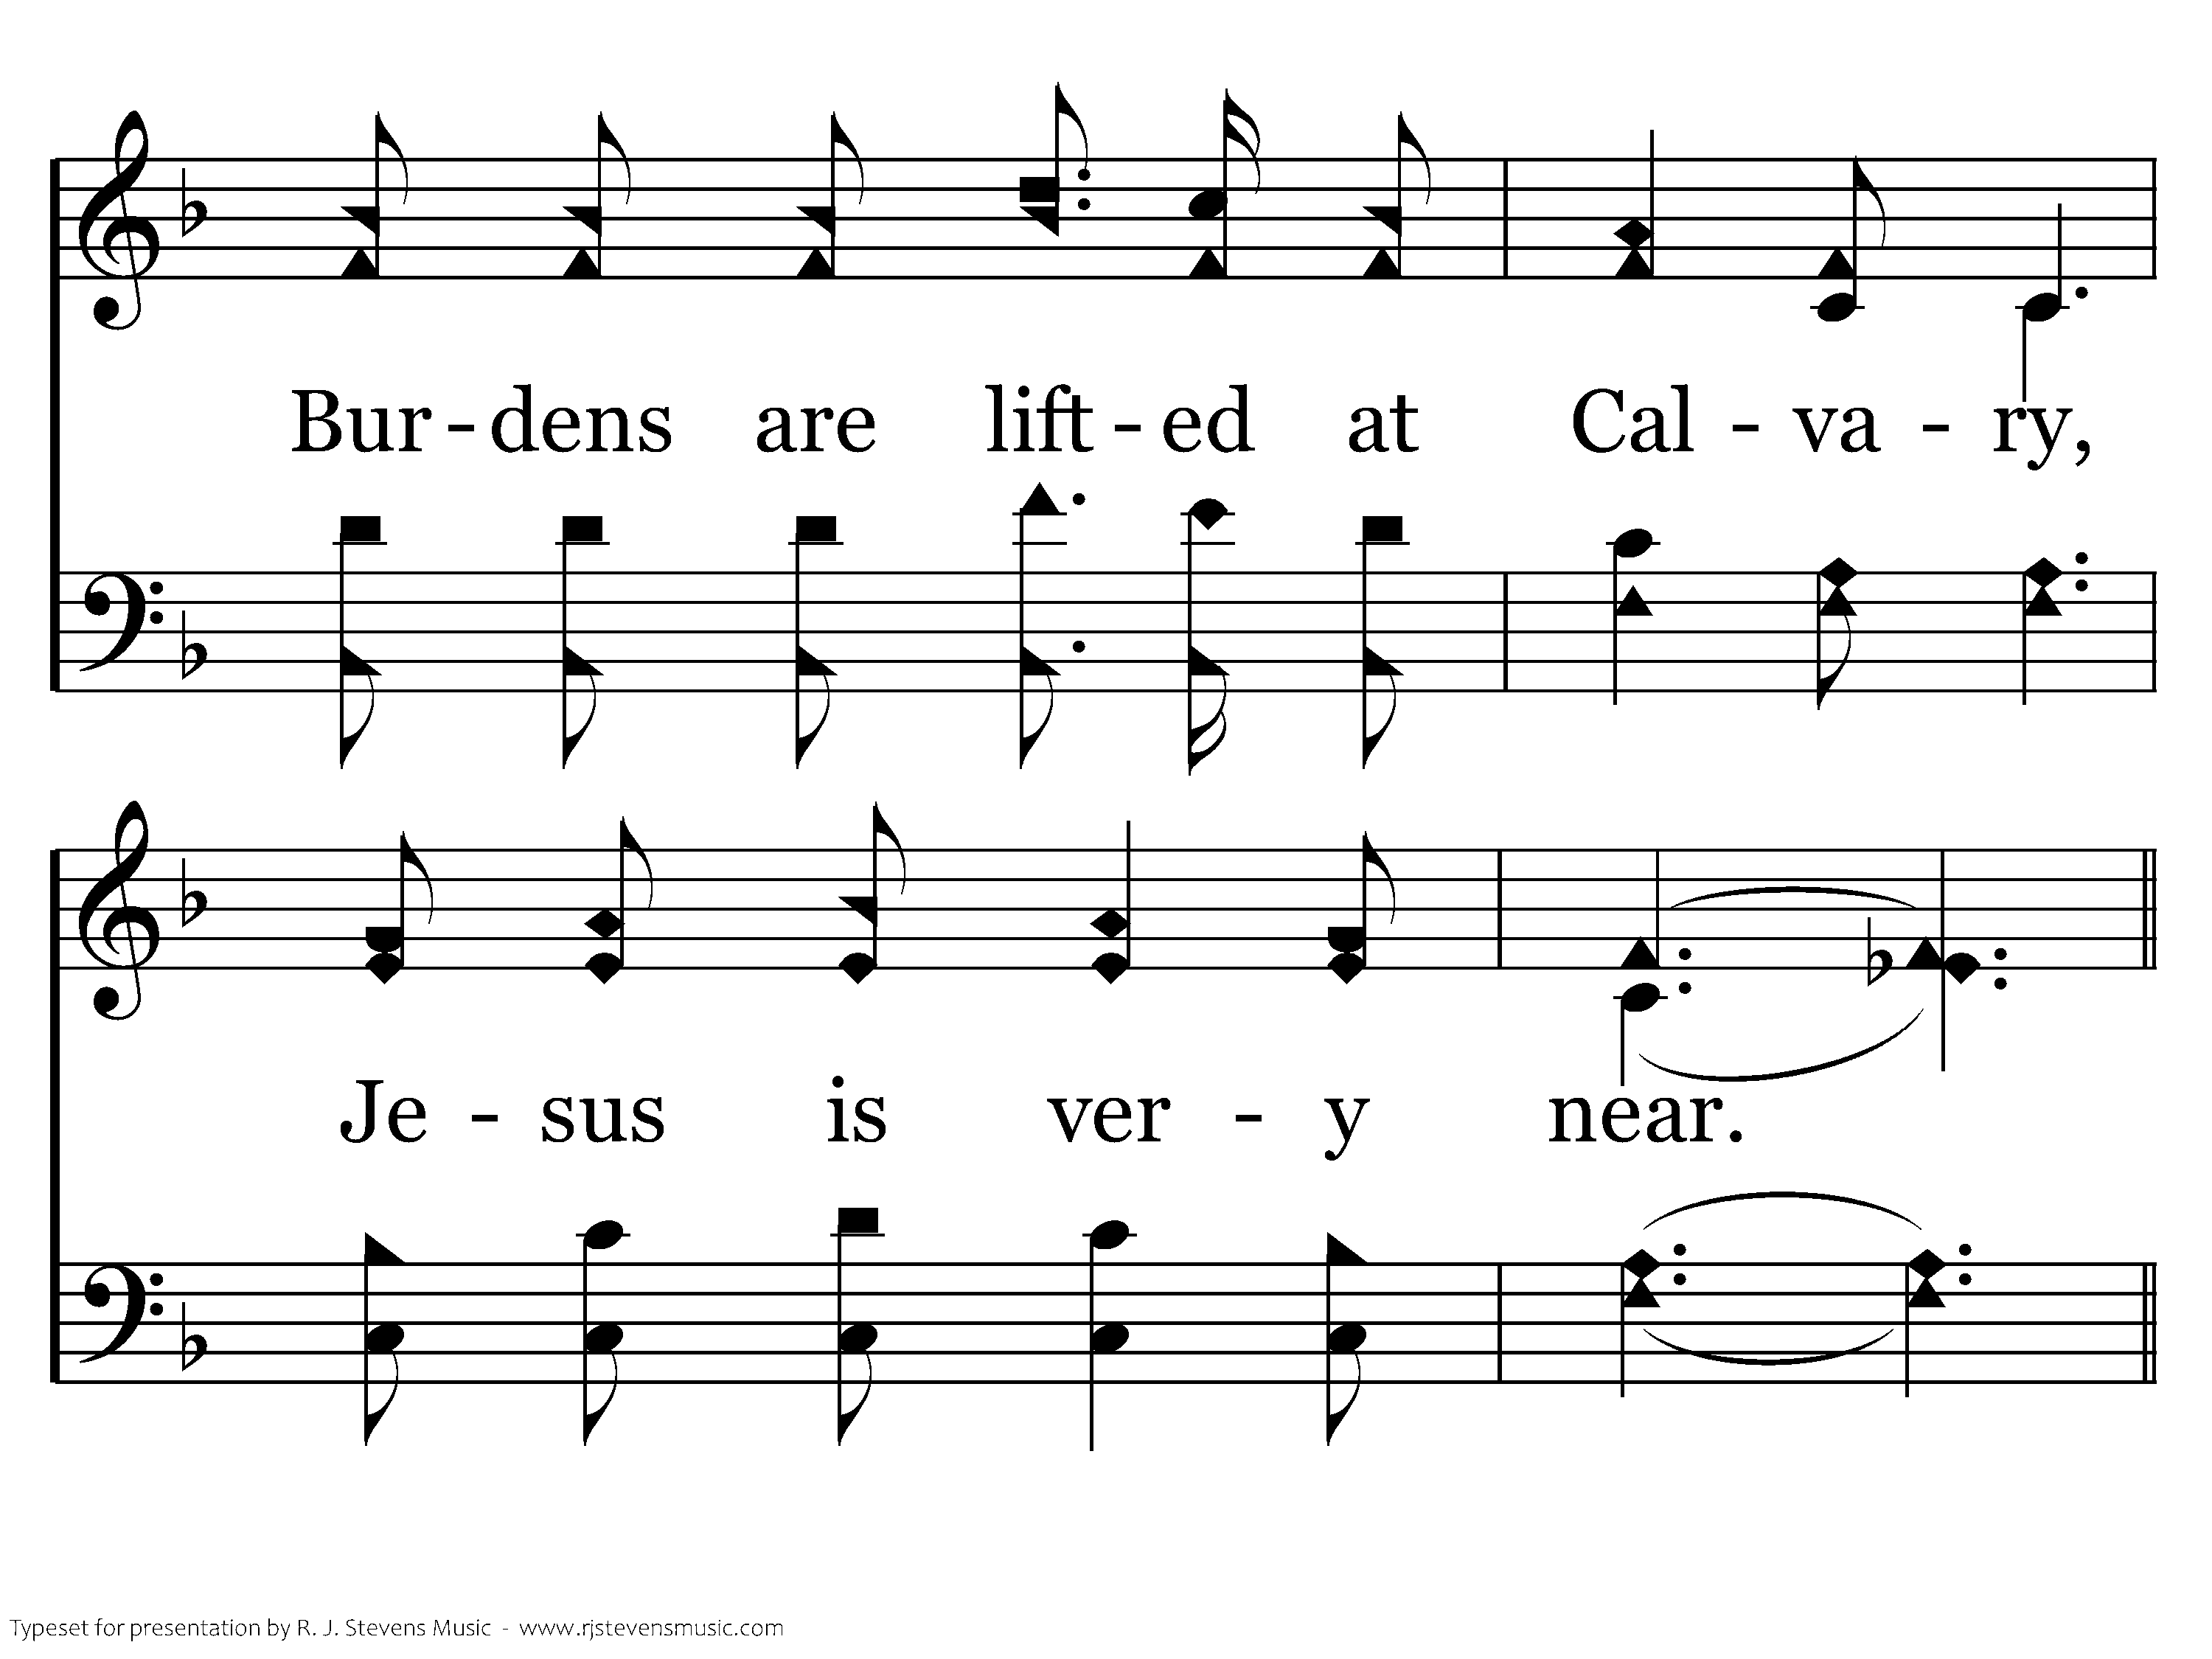 Bur - dens are lift - ed at Cal - va - ry,
Je - sus is ver - y near.
Typeset for presentation by R. J. Stevens Music - www.rjstevensmusic.com